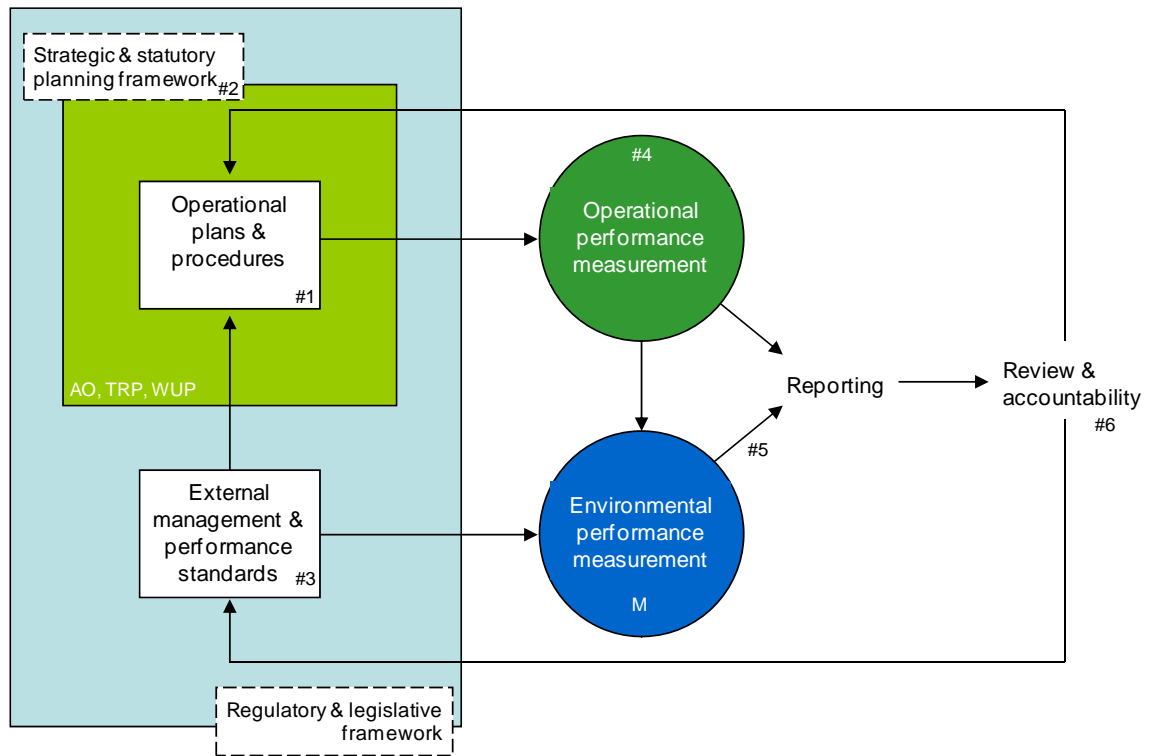 Strategic & statutory
planning framework
#2
#4
Operational
plans &
procedures
#1
Operational
performance
measurement
AO, TRP, WUP
Reporting
Review &
accountability
#6
External
management &
performance
standards
#3
#5
Environmental
performance
measurement
M
Regulatory & legislative
framework